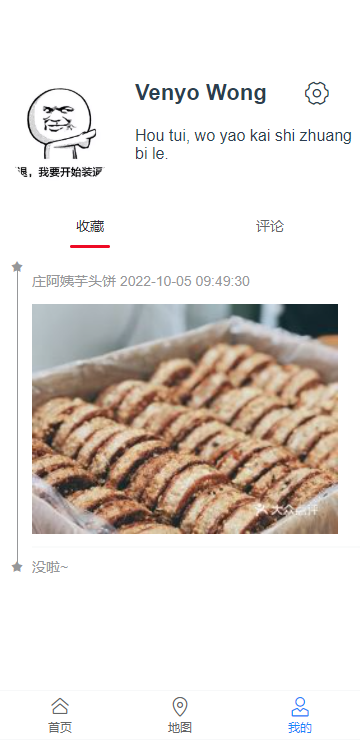 Venyo Wong
Hou tui, wo yao kai shi zhuang
bi le.
退，我要开始装逼
收藏
评论
庄阿姨芋头饼 2022-10-05 09:49:30
大众点评
没啦~
首页
地图
我的